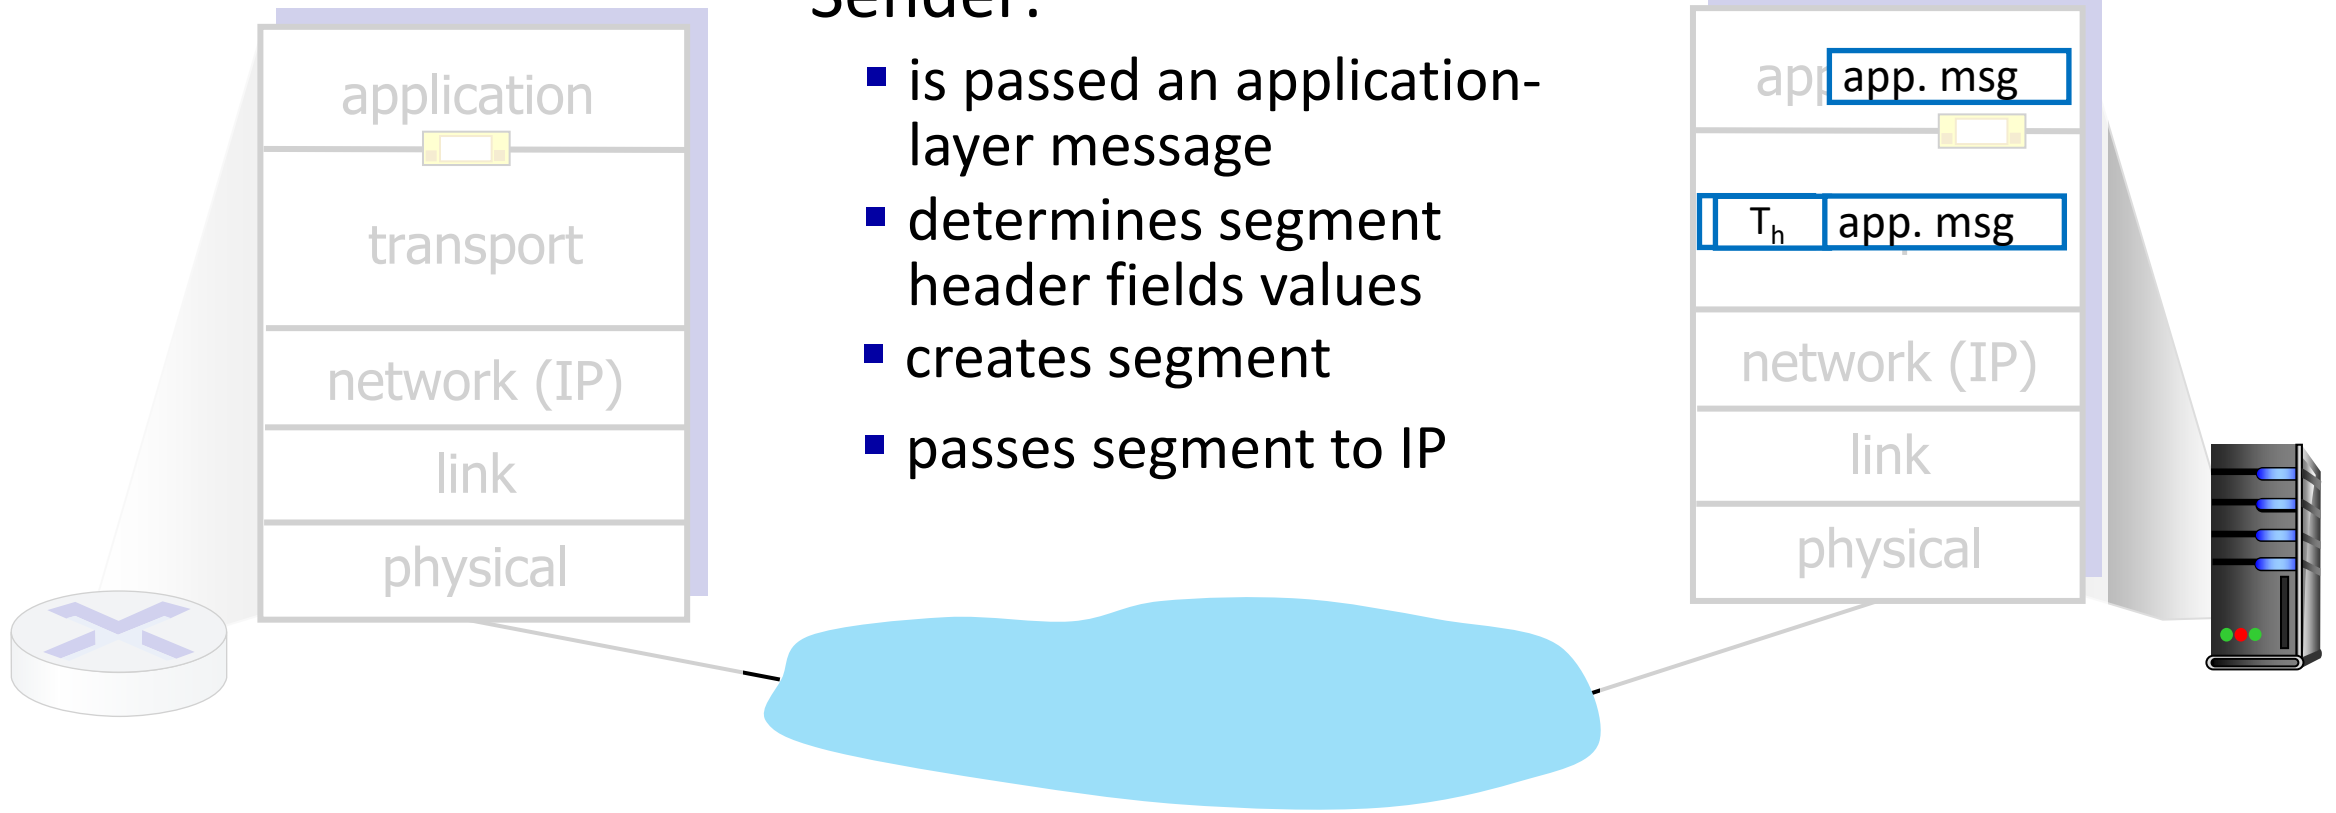 application
transport
network (IP)
link
physical
Sender:
▪ is passed an application-
layer message
▪ determines segment
header fields values
▪ creates segment
▪ passes segment to IP
app. msg
Th app. msg
network (IP)
link
physical